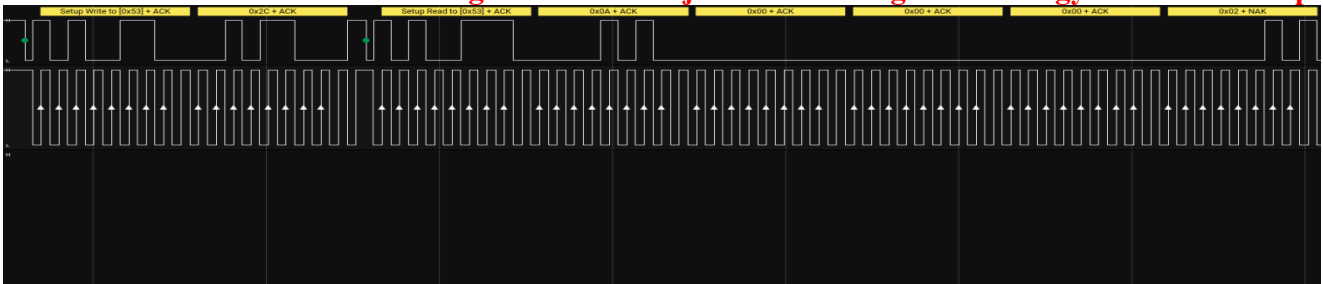 Setup Write to [0x53] + ACK
0x2C + ACK
Setup Read to [0x53] + ACK
0x0A + ACK
0x00 + ACK
0x00 + ACK
0x00 + ACK
0x02 + NAK